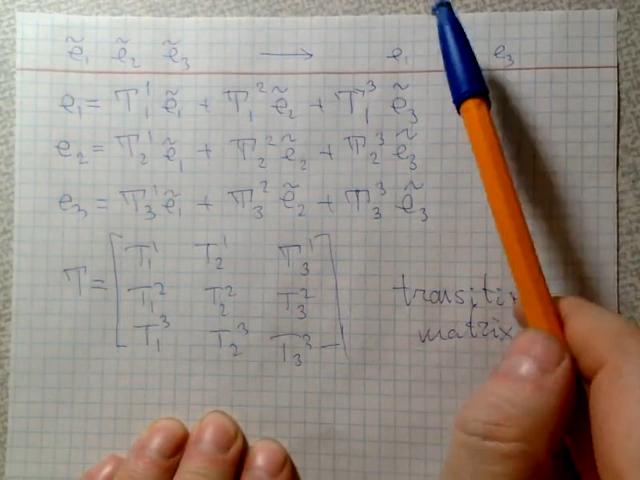 ẽ₁ ẽ₂ ẽ₃ ⟶ e₁ e₃
e₁ = T₁¹ ẽ₁ + T₁² ẽ₂ + T₁³ ẽ₃
e₂ = T₂¹ ẽ₁ + T₂² ẽ₂ + T₂³ ẽ₃
e₃ = T₃¹ ẽ₁ + T₃² ẽ₂ + T₃³ ẽ₃
T₁¹ T₂¹ T₃¹
T = T₁² T₂² T₃² transiti
T₁³ T₂³ T₃³ matrix